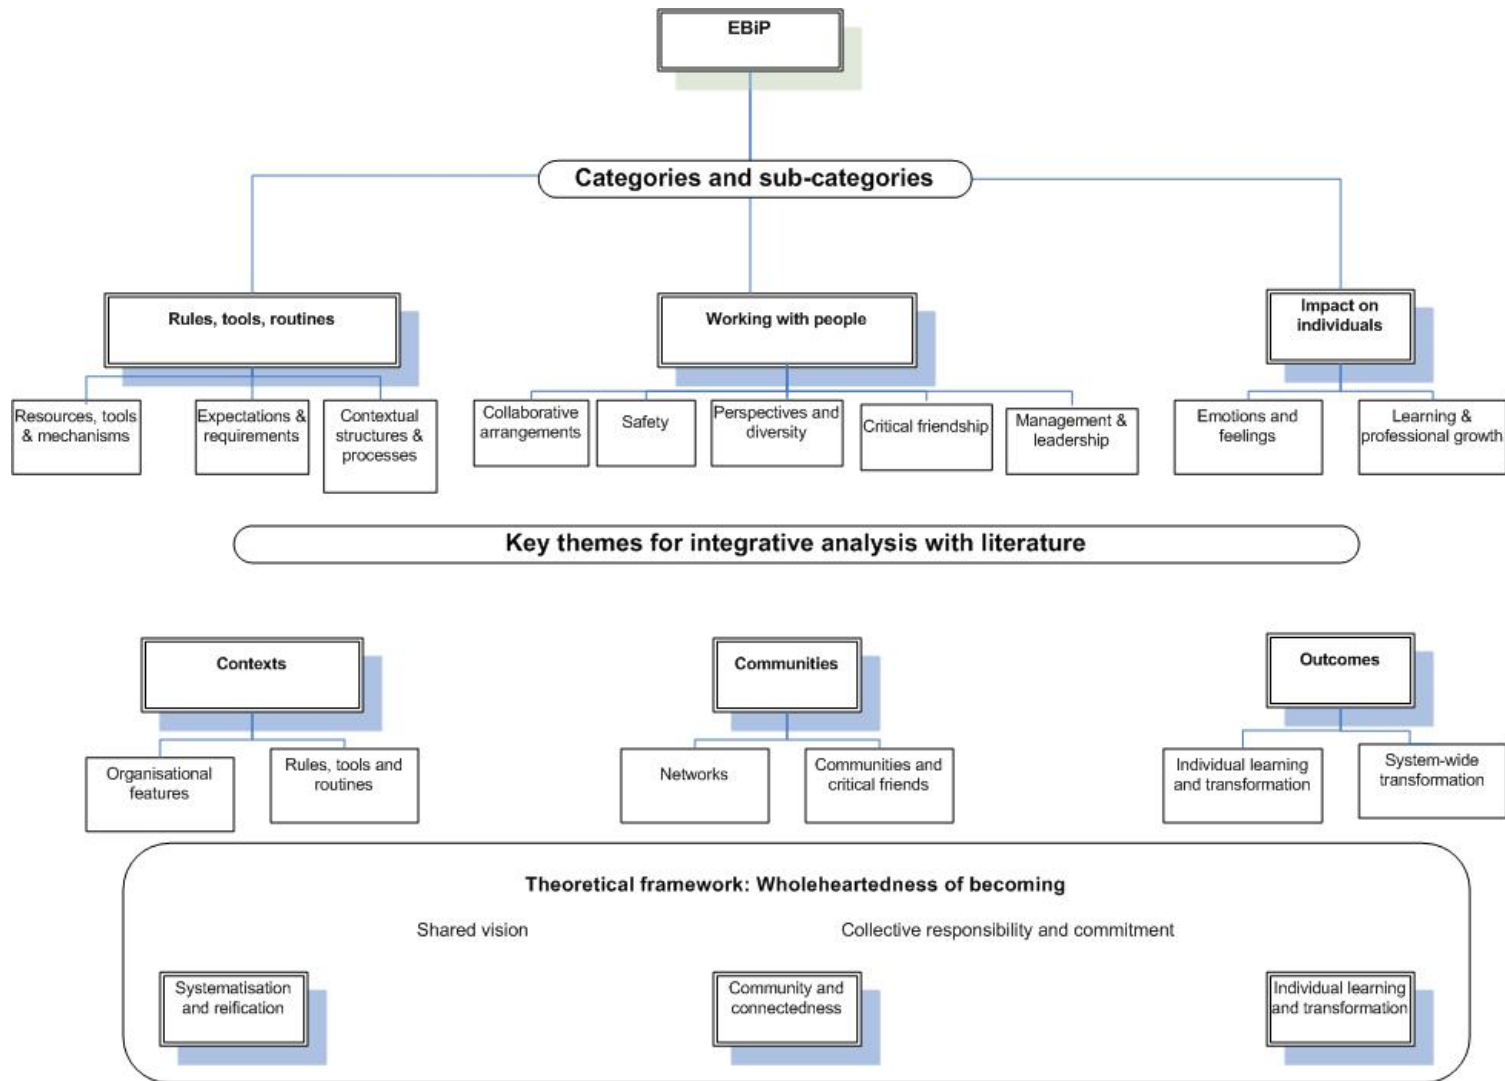 EBiP
Categories and sub-categories
Rules, tools, routines
Working with people
Impact on
individuals
Resources, tools
& mechanisms
Expectations &
requirements
Contextual
structures &
processes
Collaborative
arrangements
Safety
Perspectives and
diversity
Critical friendship
Management &
leadership
Emotions and
feelings
Learning &
professional growth
Key themes for integrative analysis with literature
Contexts
Communities
Outcomes
Organisational
features
Rules, tools and
routines
Networks
Communities and
critical friends
Individual learning
and transformation
System-wide
transformation
Theoretical framework: Wholeheartedness of becoming
Shared vision
Collective responsibility and commitment
Systematisation
and reification
Community and
connectedness
Individual learning
and transformation